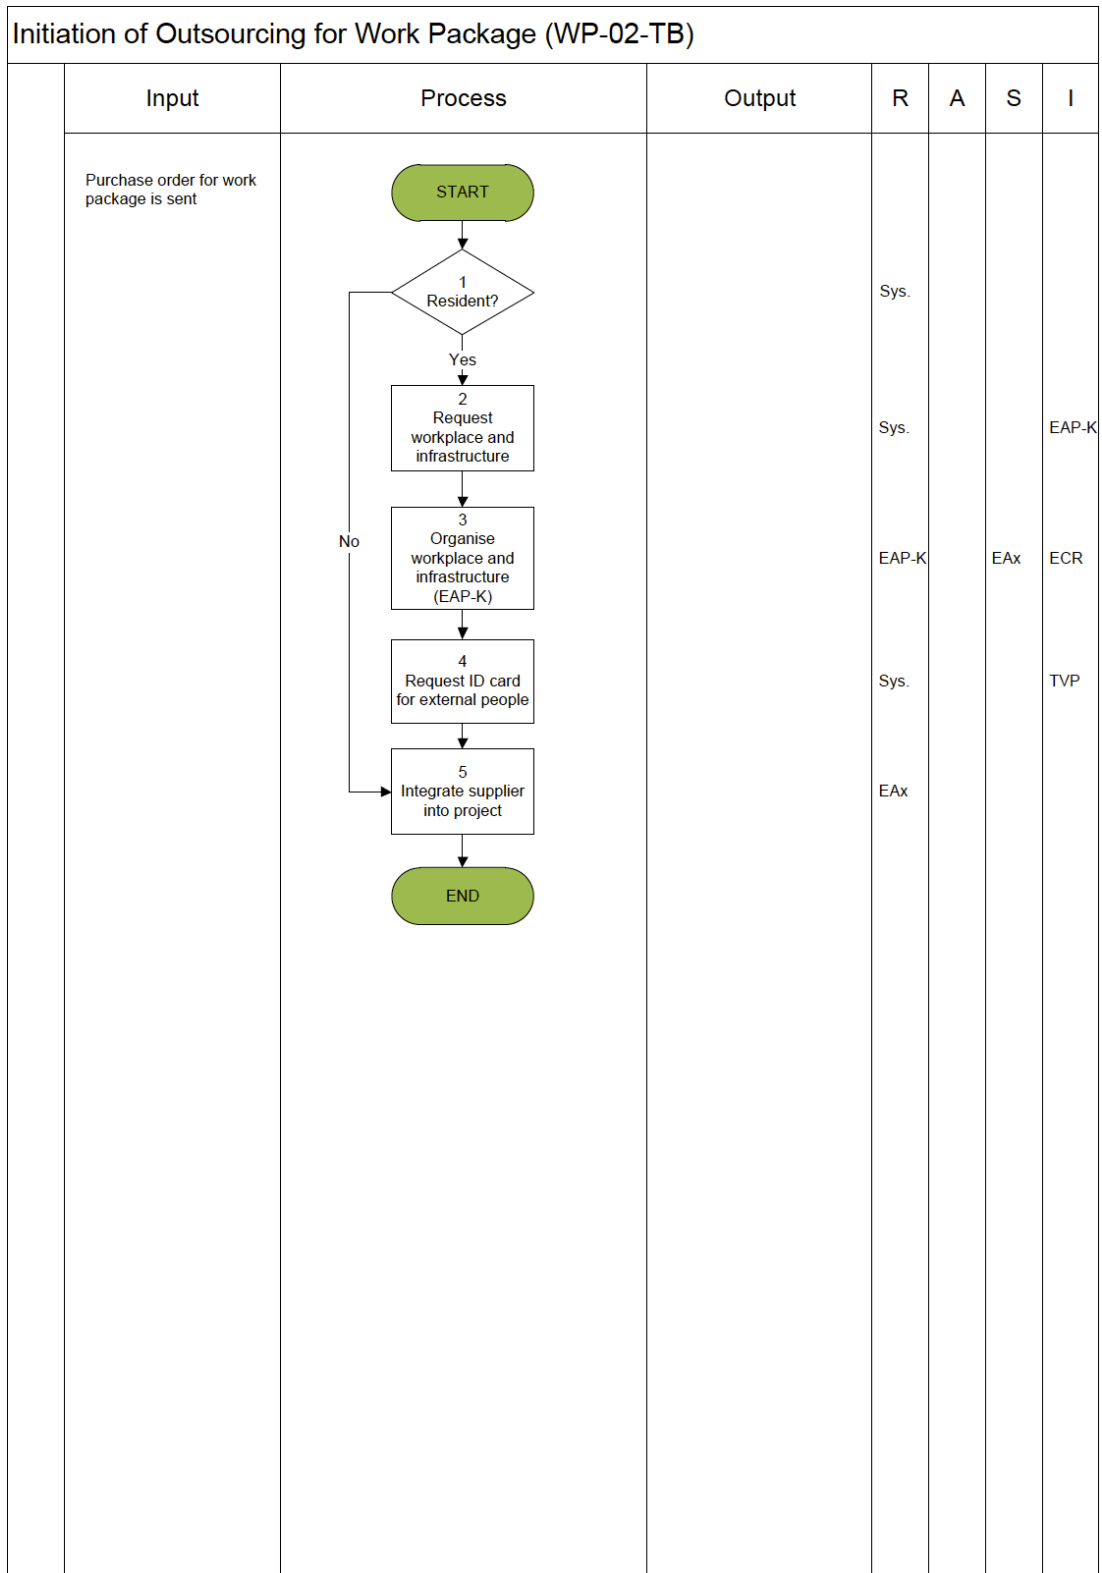 Initiation of Outsourcing for Work Package (WP-02-TB)
Input
Process
Output
R
A
S
I
Purchase order for work
package is sent
START
1
Resident?
Sys.
Yes
2
Request
workplace and
infrastructure
Sys.
EAP-K
No
3
Organise
workplace and
infrastructure
(EAP-K)
EAP-K
EAx
ECR
4
Request ID card
for external people
Sys.
TVP
5
Integrate supplier
into project
EAx
END